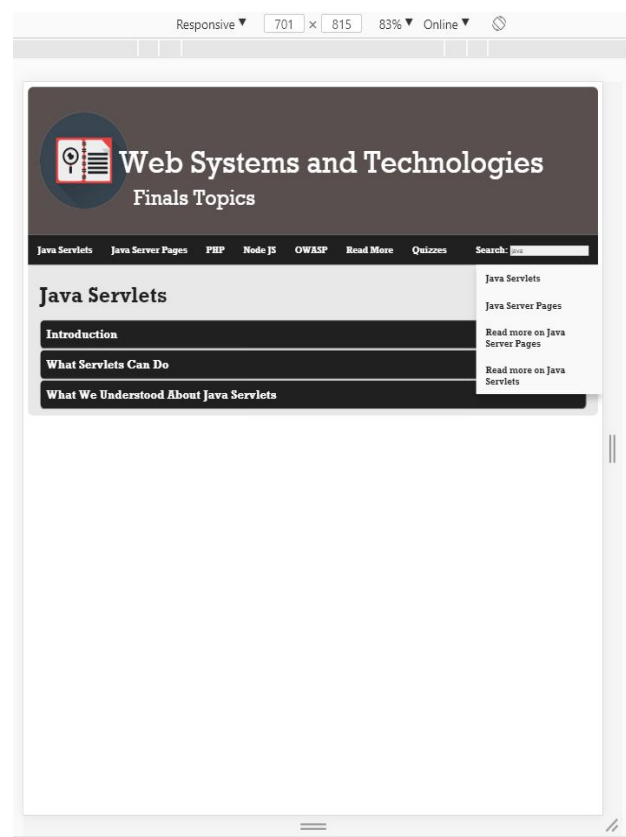 Responsive ▼ 701 × 815 83% ▼ Online ▼
Web Systems and Technologies
Finals Topics
Java Servlets Java Server Pages PHP Node JS OWASP Read More Quizzes Search: java
Java Servlets
Java Server Pages
Read more on Java
Server Pages
Read more on Java
Servlets
Java Servlets
Introduction
What Servlets Can Do
What We Understood About Java Servlets